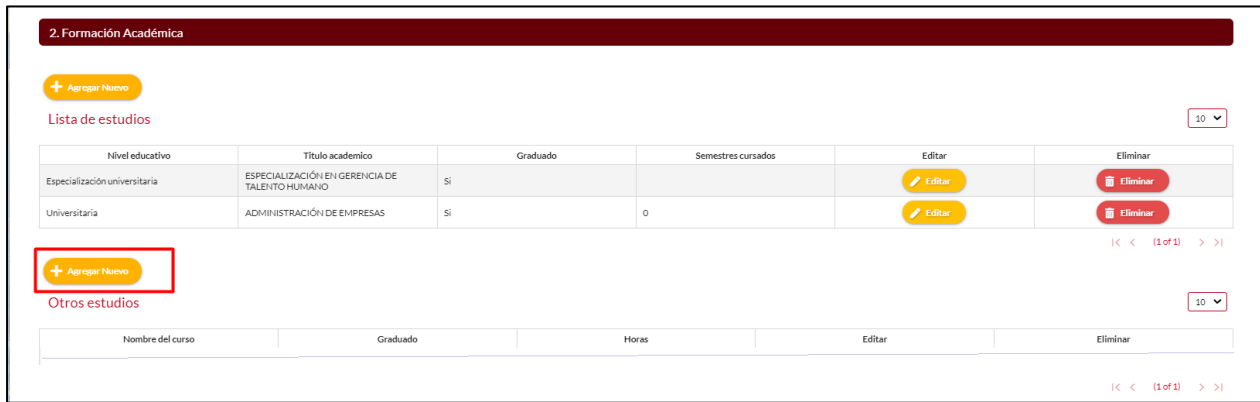 2. Formación Académica
Agregar Nuevo
Lista de estudios
10
Nivel educativo Titulo academico Graduado Semestres cursados Editar Eliminar
Especialización universitaria ESPECIALIZACIÓN EN GERENCIA DE TALENTO HUMANO Si Editar Eliminar
Universitaria ADMINISTRACIÓN DE EMPRESAS Si 0 Editar Eliminar
|< < (1 of 1) > >|
Agregar Nuevo
Otros estudios
10
Nombre del curso Graduado Horas Editar Eliminar
|< < (1 of 1) > >|